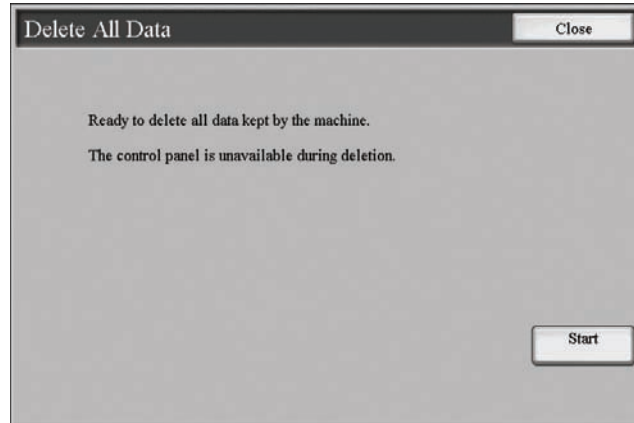 Delete All Data
Close
Ready to delete all data kept by the machine.
The control panel is unavailable during deletion.
Start